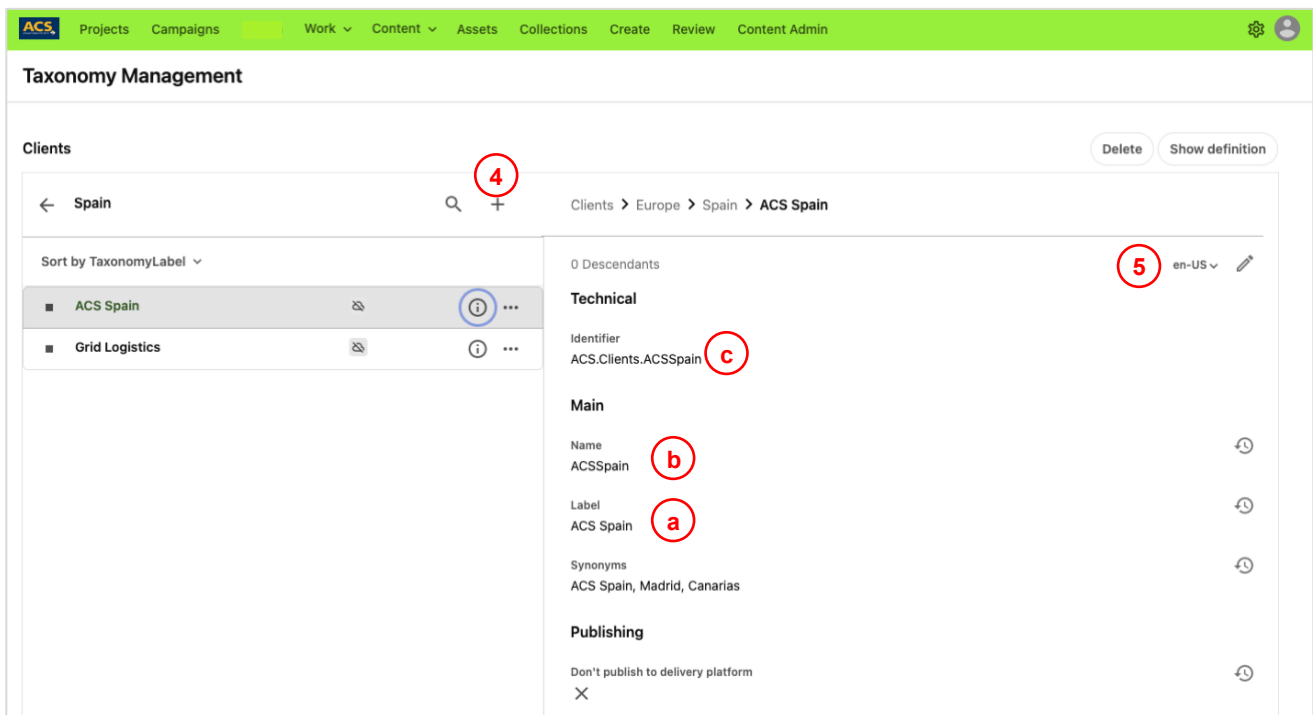 ACS Projects Campaigns Work Content Assets Collections Create Review Content Admin
Taxonomy Management
Clients
Delete Show definition
4
Spain
Clients > Europe > Spain > ACS Spain
Sort by TaxonomyLabel
0 Descendants
5 en-US
Technical
ACS Spain
Grid Logistics
Identifier
ACS.Clients.ACSSpain c
Main
Name
ACSSpain b
Label
ACS Spain a
Synonyms
ACS Spain, Madrid, Canarias
Publishing
Don't publish to delivery platform